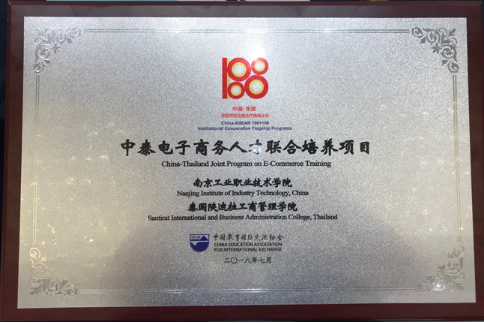 100
100
中国-东盟
China-ASEAN 100+100
Institutional Cooperation Flagship Programs
中泰电子商务人才联合培养项目
China-Thailand Joint Program on E-Commerce Training
南京工业职业技术学院
Nanjing Institute of Industry Technology, China
泰国陕迪拉工商管理学院
Santirat International and Business Administration College, Thailand
中国教育国际交流协会
CHINA EDUCATION ASSOCIATION
FOR INTERNATIONAL EXCHANGE
二〇一八年七月